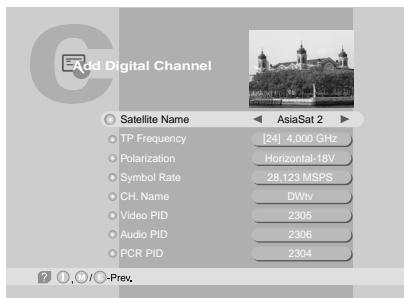 C
Add Digital Channel
Satellite Name ◀ AsiaSat 2 ▶
TP Frequency [24] 4,000 GHz
Polarization Horizontal-18V
Symbol Rate 28,123 MSPS
CH. Name DWtv
Video PID 2305
Audio PID 2306
PCR PID 2304
? I, M / E -Prev.